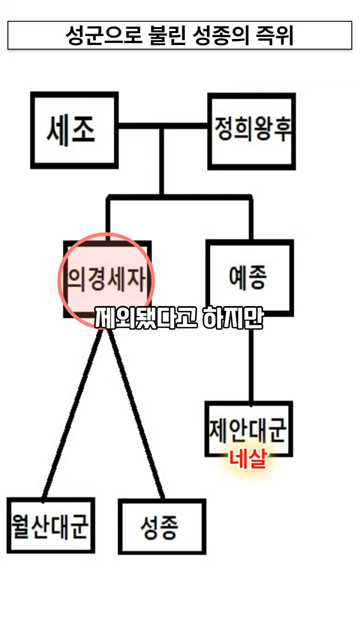 성군으로 불린 성종의 즉위
세조
정희왕후
의경세자
예종
제외됐다고 하지만
제안대군
네살
월산대군
성종